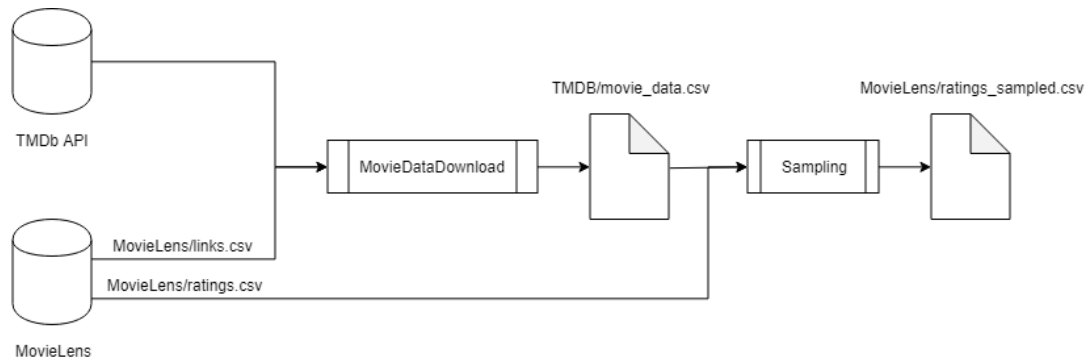 TMDB/movie_data.csv
MovieLens/ratings_sampled.csv
TMDb API
MovieDataDownload
Sampling
MovieLens/links.csv
MovieLens/ratings.csv
MovieLens